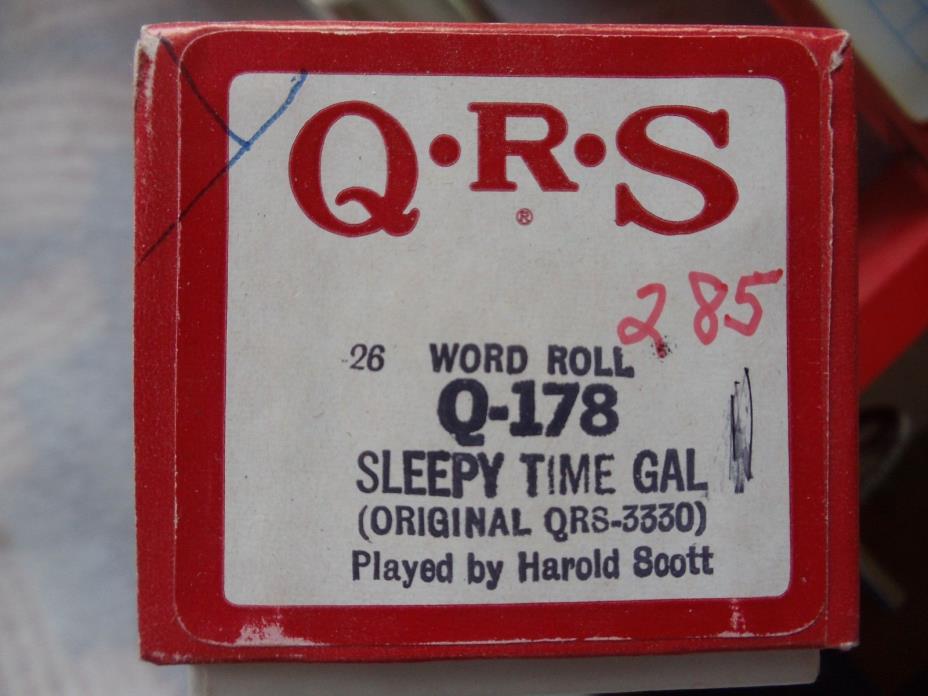 Q·R·S
®
285
-26 WORD ROLL
Q-178
SLEEPY TIME GAL
(ORIGINAL QRS-3330)
Played by Harold Scott